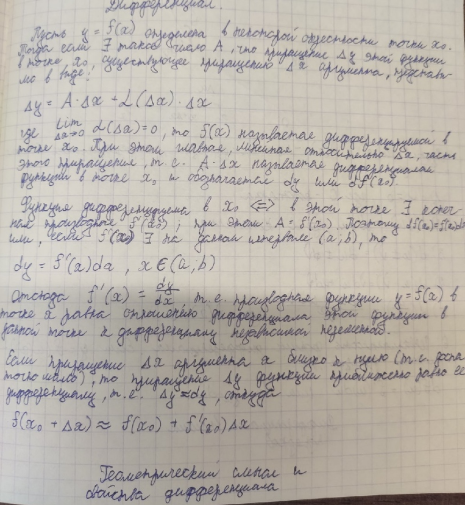 Дифференциал.
Пусть y = f(x) определена в некоторой окрестности точки x₀.
Тогда если ∃ такое число A, что приращение Δy этой функции
в точке x₀, существующее приращению Δx аргумента, представи-
мо в виде:
Δy = A·Δx + α(Δx)·Δx
где lim Δx→0 α(Δx)=0, то f(x) называется дифференцируемой в
точке x₀. При этом главная, линейная относительно Δx, часть
этого приращения, т.е. A·Δx называется дифференциалом
функции в точке x₀ и обозначается dy или df(x₀).
Функция дифференцируема в x₀ ⟺ в этой точке ∃ конеч-
ная производная f'(x₀), при этом A = f'(x₀). Поэтому df(x₀)=f'(x₀)
или, если f'(x) ∃ на данном интервале (a;b), то
dy = f'(x)dx, x∈(a;b)
Отсюда f'(x) = dy/dx, т.е. производная функции y=f(x) в
точке x равна отношению дифференциала этой функции в
данной точке к дифференциалу независимой переменной.
Если приращение Δx аргумента x близко к нулю (т.е. доста
точно мало), то приращение Δy функции приближенно равно её
дифференциалу, т.е. Δy≈dy, откуда
f(x₀ + Δx) ≈ f(x₀) + f'(x₀)Δx
Геометрический смысл и
свойства дифференциала